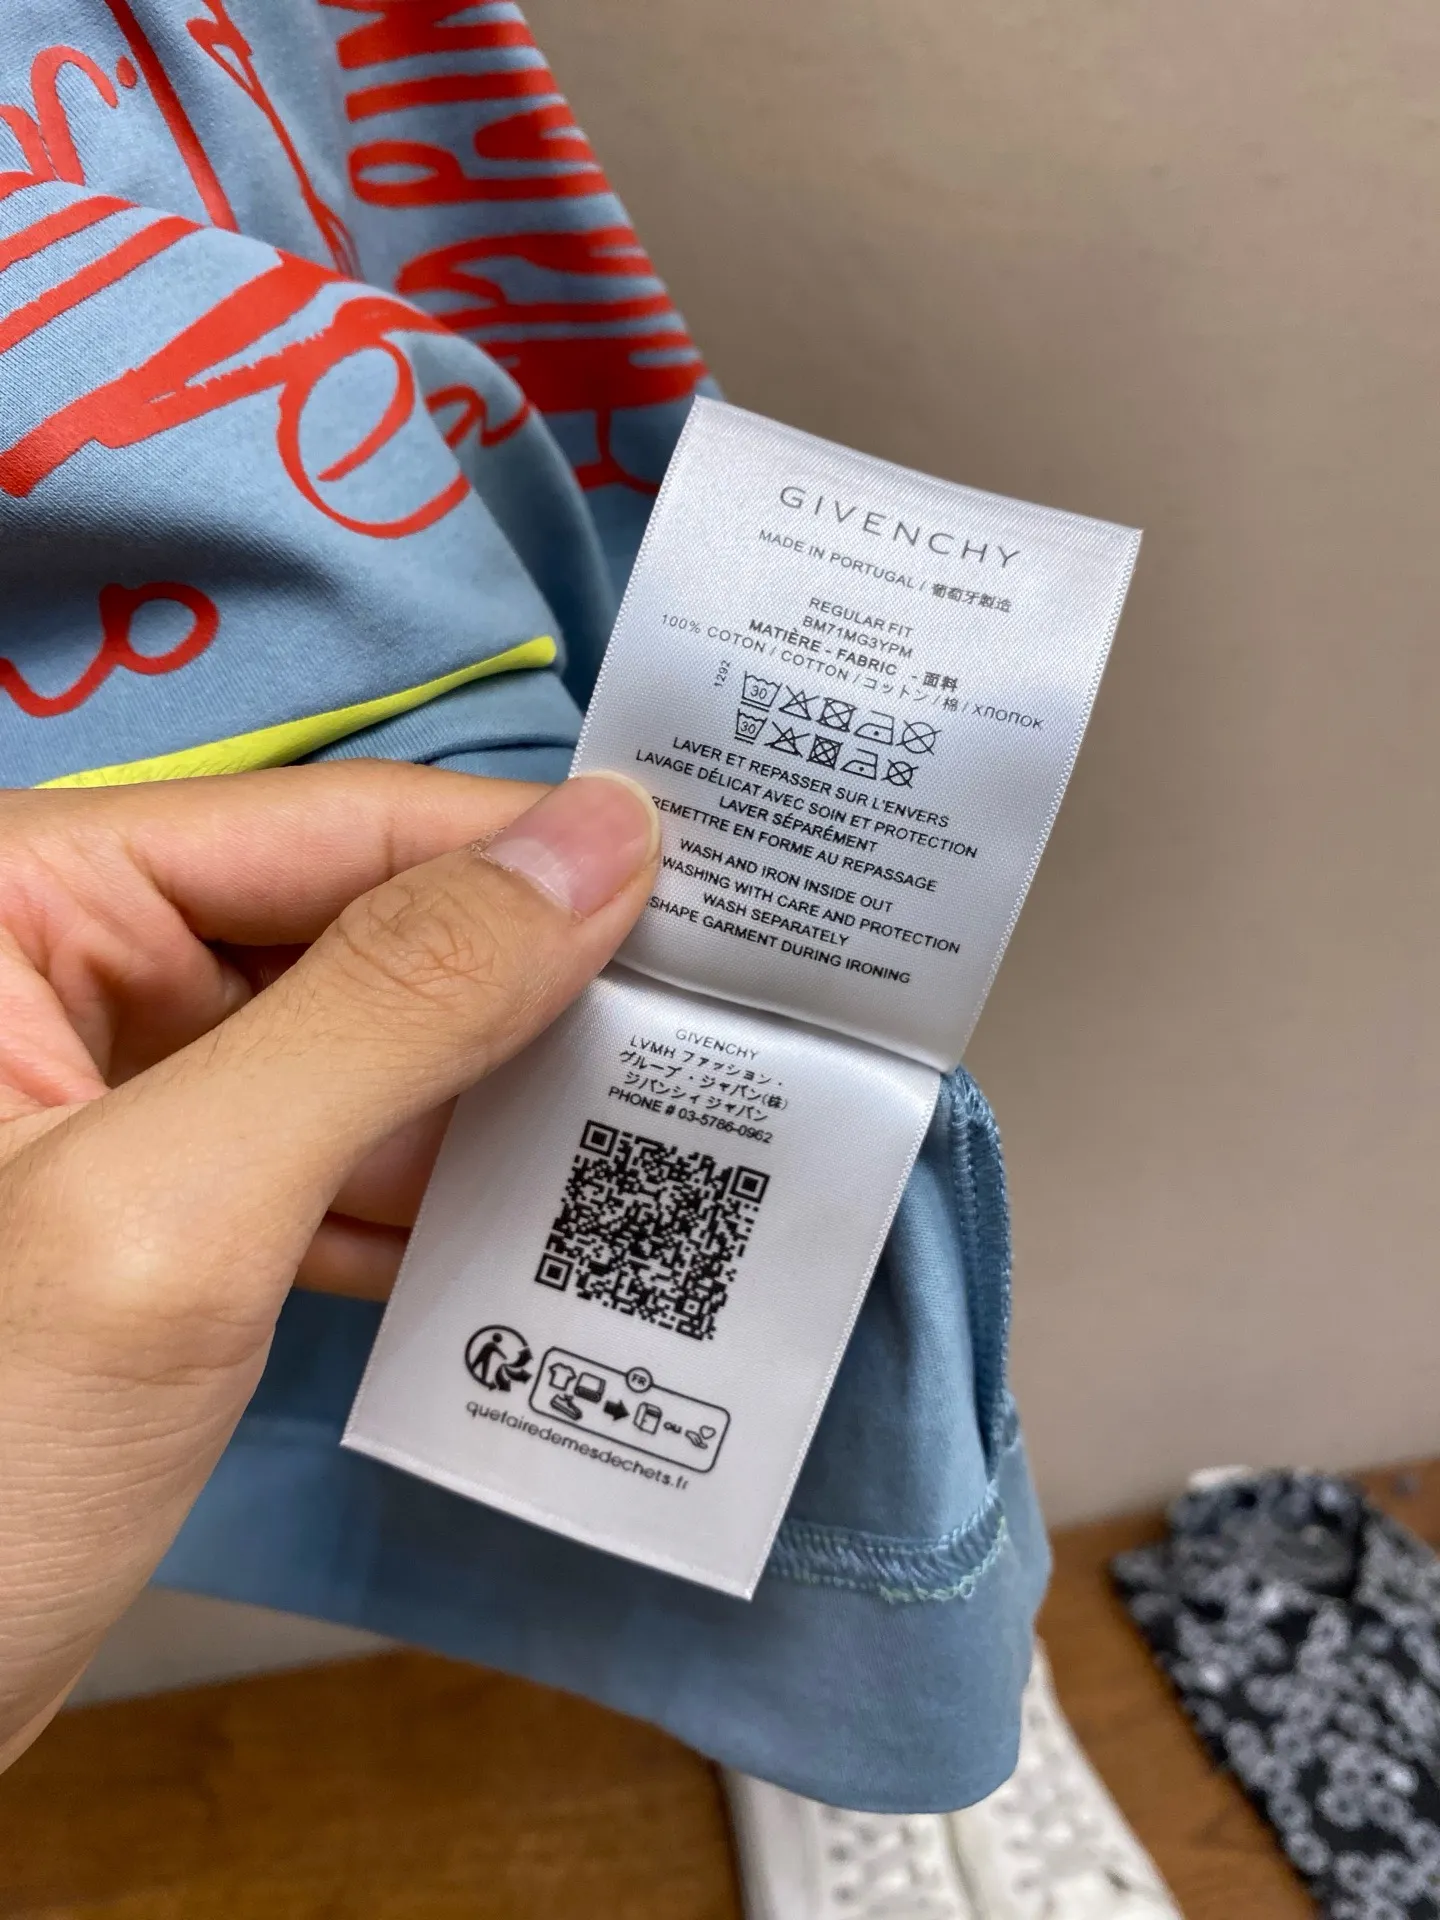 GIVENCHY
MADE IN PORTUGAL / 葡萄牙製造
REGULAR FIT
BM71MG3YPM
MATIÈRE - FABRIC - 面料
100% COTON / COTTON / コットン / 棉 / ХЛОПОК
1292
30
30
LAVER ET REPASSER SUR L'ENVERS
LAVAGE DÉLICAT AVEC SOIN ET PROTECTION
LAVER SÉPARÉMENT
REMETTRE EN FORME AU REPASSAGE
WASH AND IRON INSIDE OUT
WASHING WITH CARE AND PROTECTION
WASH SEPARATELY
SHAPE GARMENT DURING IRONING
GIVENCHY
LVMH ファッション・
グループ・ジャパン(株)
ジバンシィ ジャパン
PHONE # 03-5786-0962
FR
ou
quefairedemesdechets.fr